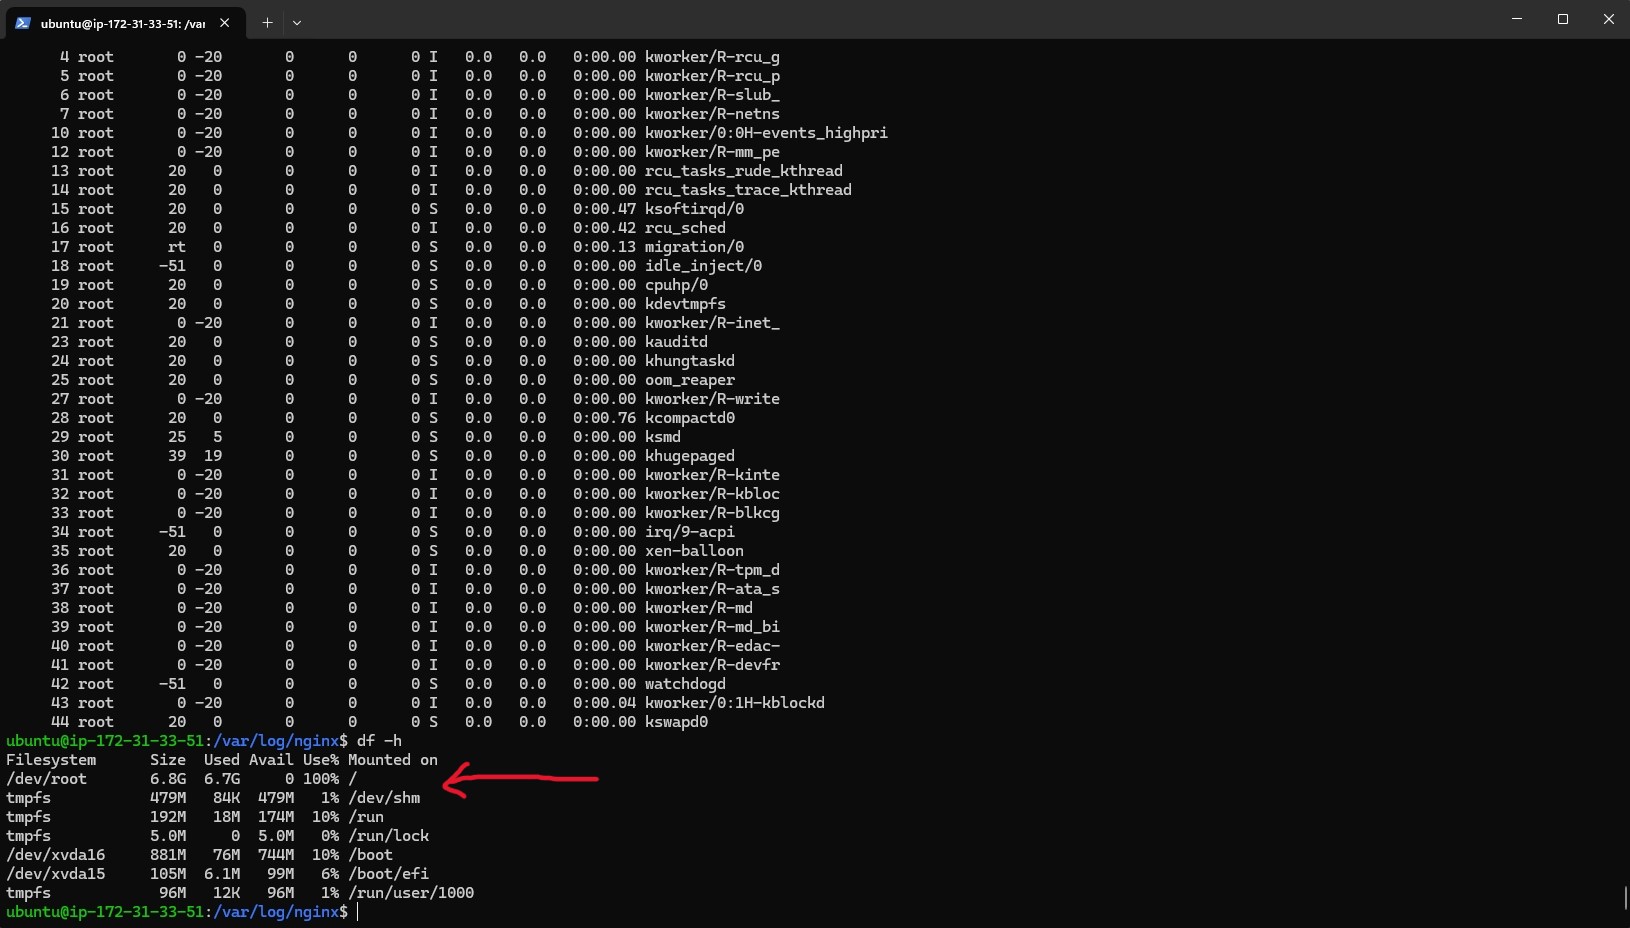 ubuntu@ip-172-31-33-51: /var
4 root 0 -20 0 0 0 I 0.0 0.0 0:00.00 kworker/R-rcu_g
5 root 0 -20 0 0 0 I 0.0 0.0 0:00.00 kworker/R-rcu_p
6 root 0 -20 0 0 0 I 0.0 0.0 0:00.00 kworker/R-slub_
7 root 0 -20 0 0 0 I 0.0 0.0 0:00.00 kworker/R-netns
10 root 0 -20 0 0 0 I 0.0 0.0 0:00.00 kworker/0:0H-events_highpri
12 root 0 -20 0 0 0 I 0.0 0.0 0:00.00 kworker/R-mm_pe
13 root 20 0 0 0 0 I 0.0 0.0 0:00.00 rcu_tasks_rude_kthread
14 root 20 0 0 0 0 I 0.0 0.0 0:00.00 rcu_tasks_trace_kthread
15 root 20 0 0 0 0 S 0.0 0.0 0:00.47 ksoftirqd/0
16 root 20 0 0 0 0 I 0.0 0.0 0:00.42 rcu_sched
17 root rt 0 0 0 0 S 0.0 0.0 0:00.13 migration/0
18 root -51 0 0 0 0 S 0.0 0.0 0:00.00 idle_inject/0
19 root 20 0 0 0 0 S 0.0 0.0 0:00.00 cpuhp/0
20 root 20 0 0 0 0 S 0.0 0.0 0:00.00 kdevtmpfs
21 root 0 -20 0 0 0 I 0.0 0.0 0:00.00 kworker/R-inet_
23 root 20 0 0 0 0 S 0.0 0.0 0:00.00 kauditd
24 root 20 0 0 0 0 S 0.0 0.0 0:00.00 khungtaskd
25 root 20 0 0 0 0 S 0.0 0.0 0:00.00 oom_reaper
27 root 0 -20 0 0 0 I 0.0 0.0 0:00.00 kworker/R-write
28 root 20 0 0 0 0 S 0.0 0.0 0:00.76 kcompactd0
29 root 25 5 0 0 0 S 0.0 0.0 0:00.00 ksmd
30 root 39 19 0 0 0 S 0.0 0.0 0:00.00 khugepaged
31 root 0 -20 0 0 0 I 0.0 0.0 0:00.00 kworker/R-kinte
32 root 0 -20 0 0 0 I 0.0 0.0 0:00.00 kworker/R-kbloc
33 root 0 -20 0 0 0 I 0.0 0.0 0:00.00 kworker/R-blkcg
34 root -51 0 0 0 0 S 0.0 0.0 0:00.00 irq/9-acpi
35 root 20 0 0 0 0 S 0.0 0.0 0:00.00 xen-balloon
36 root 0 -20 0 0 0 I 0.0 0.0 0:00.00 kworker/R-tpm_d
37 root 0 -20 0 0 0 I 0.0 0.0 0:00.00 kworker/R-ata_s
38 root 0 -20 0 0 0 I 0.0 0.0 0:00.00 kworker/R-md
39 root 0 -20 0 0 0 I 0.0 0.0 0:00.00 kworker/R-md_bi
40 root 0 -20 0 0 0 I 0.0 0.0 0:00.00 kworker/R-edac-
41 root 0 -20 0 0 0 I 0.0 0.0 0:00.00 kworker/R-devfr
42 root -51 0 0 0 0 S 0.0 0.0 0:00.00 watchdogd
43 root 0 -20 0 0 0 I 0.0 0.0 0:00.04 kworker/0:1H-kblockd
44 root 20 0 0 0 0 S 0.0 0.0 0:00.00 kswapd0
ubuntu@ip-172-31-33-51:/var/log/nginx$ df -h
Filesystem Size Used Avail Use% Mounted on
/dev/root 6.8G 6.7G 0 100% /
tmpfs 479M 84K 479M 1% /dev/shm
tmpfs 192M 18M 174M 10% /run
tmpfs 5.0M 0 5.0M 0% /run/lock
/dev/xvda16 881M 76M 744M 10% /boot
/dev/xvda15 105M 6.1M 99M 6% /boot/efi
tmpfs 96M 12K 96M 1% /run/user/1000
ubuntu@ip-172-31-33-51:/var/log/nginx$